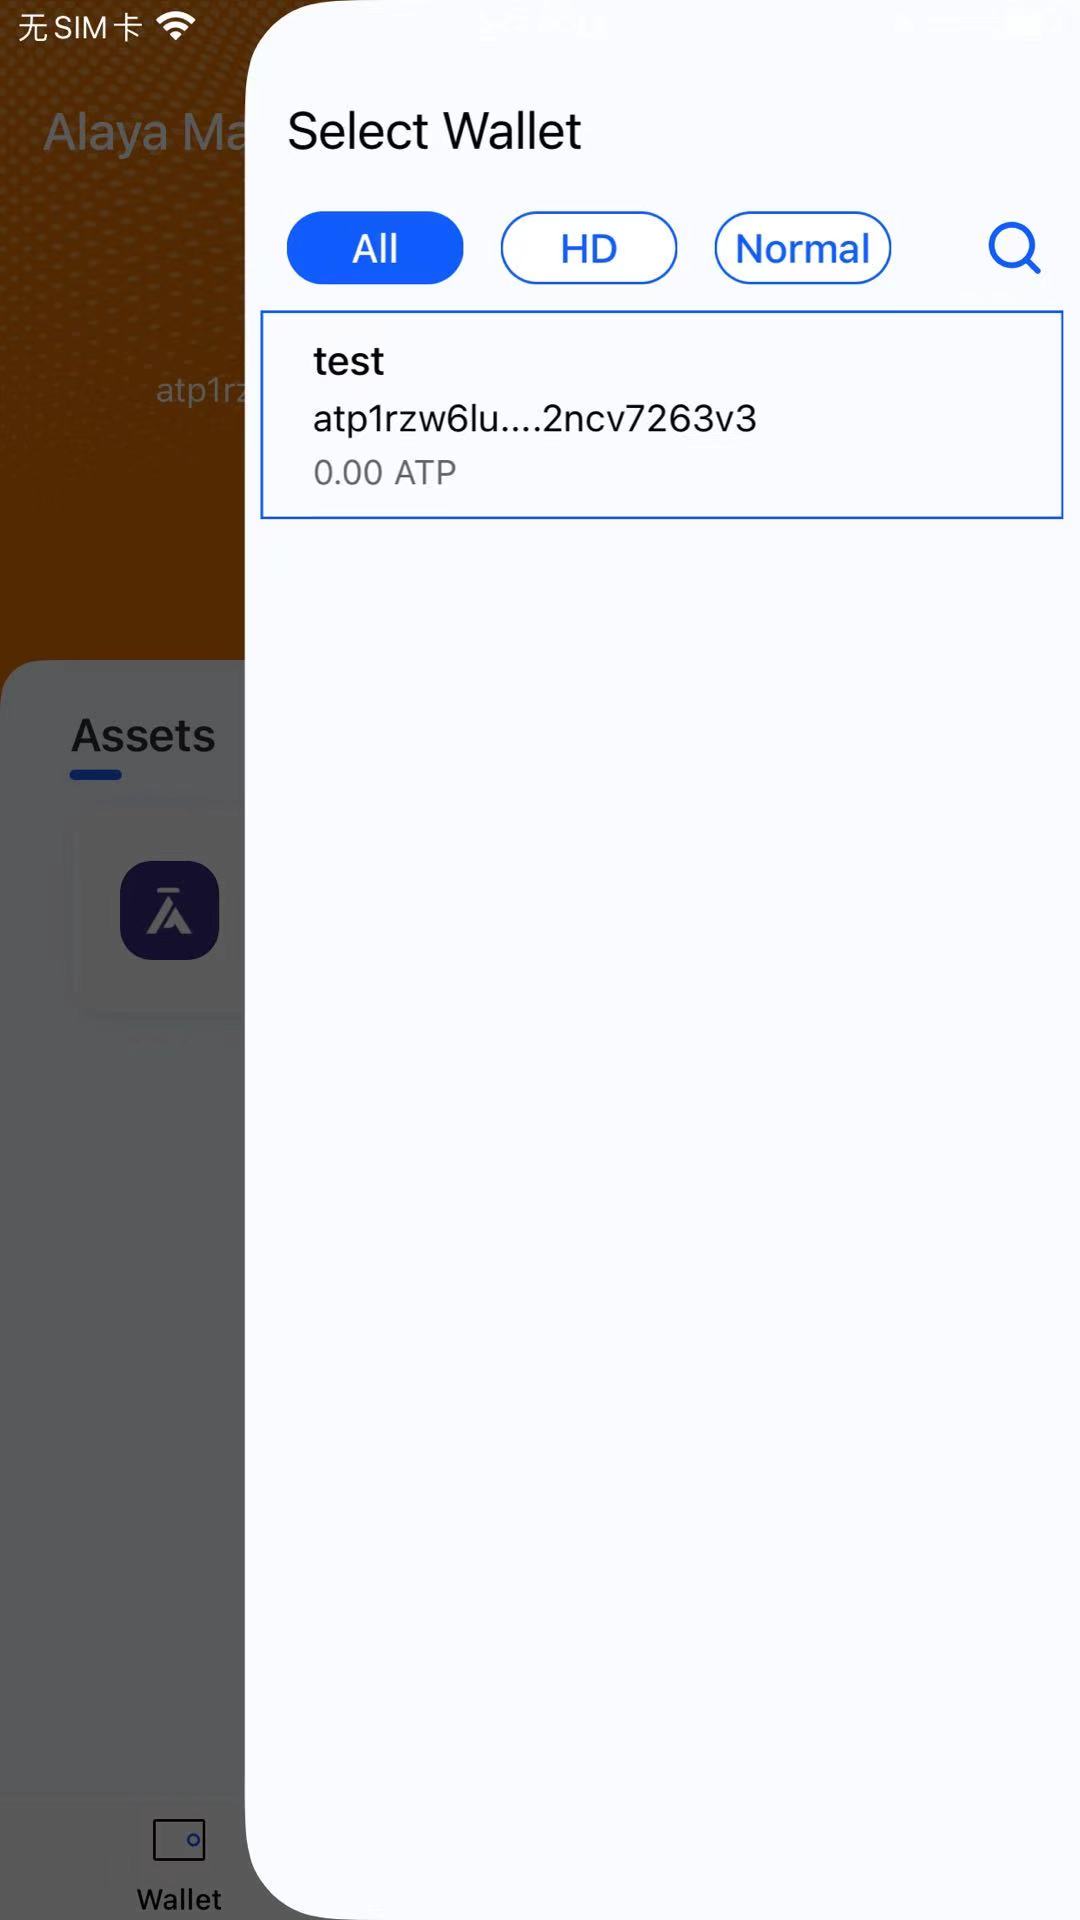 无SIM卡
Alaya Ma
Select Wallet
All
HD
Normal
atp1rz
test
atp1rzw6lu....2ncv7263v3
0.00 ATP
Assets
Wallet